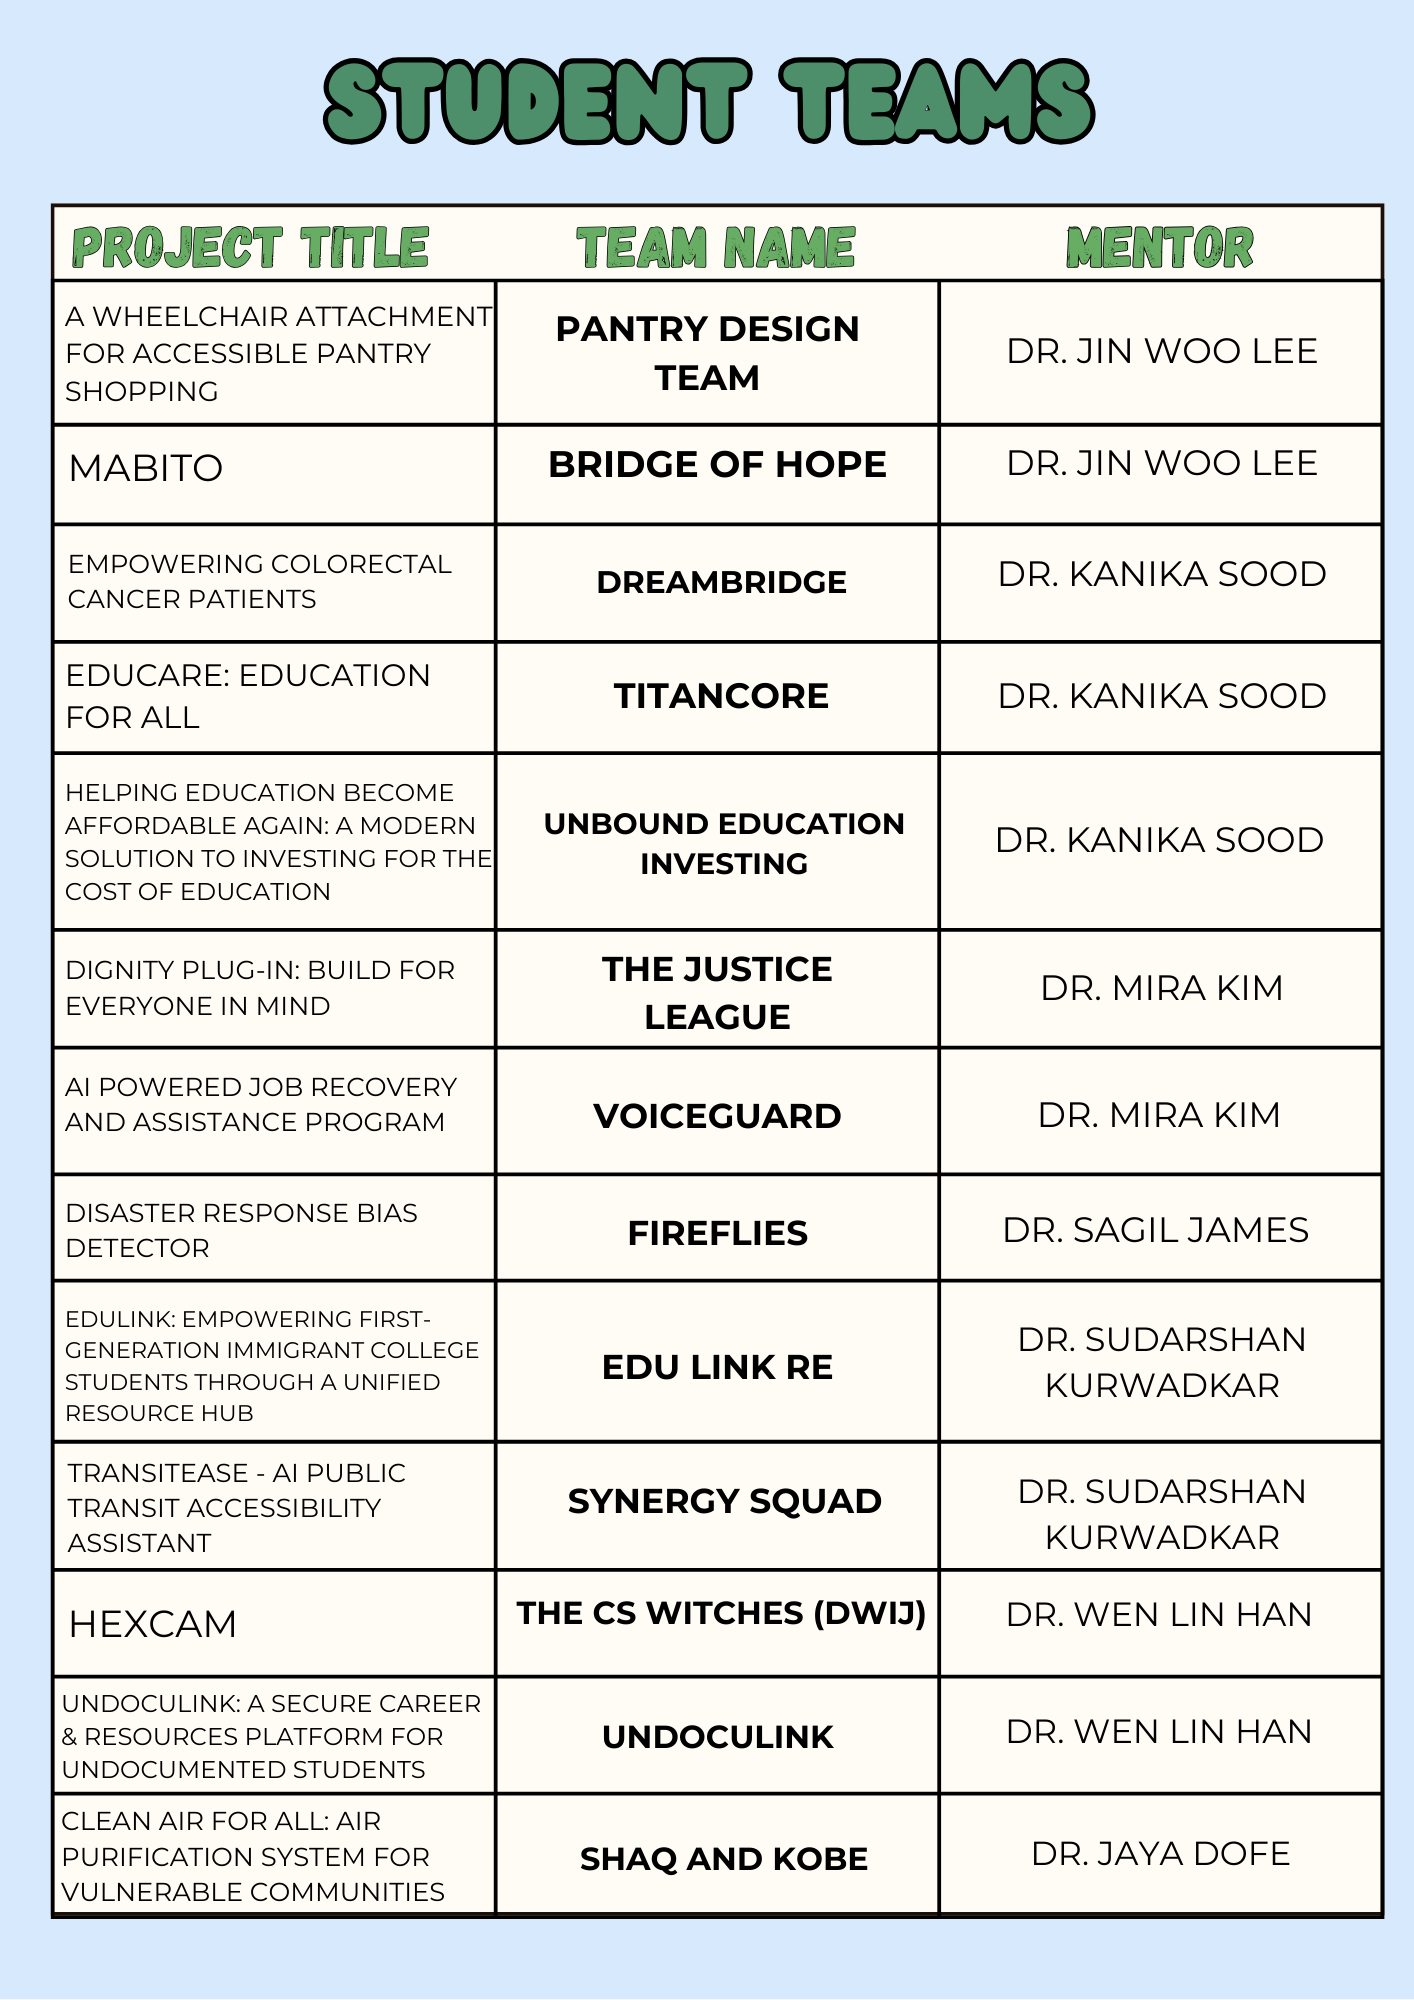 STUDENT TEAMS
PROJECT TITLE TEAM NAME MENTOR
A WHEELCHAIR ATTACHMENT
FOR ACCESSIBLE PANTRY
SHOPPING
PANTRY DESIGN
TEAM
DR. JIN WOO LEE
MABITO
BRIDGE OF HOPE
DR. JIN WOO LEE
EMPOWERING COLORECTAL
CANCER PATIENTS
DREAMBRIDGE
DR. KANIKA SOOD
EDUCARE: EDUCATION
FOR ALL
TITANCORE
DR. KANIKA SOOD
HELPING EDUCATION BECOME
AFFORDABLE AGAIN: A MODERN
SOLUTION TO INVESTING FOR THE
COST OF EDUCATION
UNBOUND EDUCATION
INVESTING
DR. KANIKA SOOD
DIGNITY PLUG-IN: BUILD FOR
EVERYONE IN MIND
THE JUSTICE
LEAGUE
DR. MIRA KIM
AI POWERED JOB RECOVERY
AND ASSISTANCE PROGRAM
VOICEGUARD
DR. MIRA KIM
DISASTER RESPONSE BIAS
DETECTOR
FIREFLIES
DR. SAGIL JAMES
EDULINK: EMPOWERING FIRST-
GENERATION IMMIGRANT COLLEGE
STUDENTS THROUGH A UNIFIED
RESOURCE HUB
EDU LINK RE
DR. SUDARSHAN
KURWADKAR
TRANSITEASE - AI PUBLIC
TRANSIT ACCESSIBILITY
ASSISTANT
SYNERGY SQUAD
DR. SUDARSHAN
KURWADKAR
HEXCAM
THE CS WITCHES (DWIJ)
DR. WEN LIN HAN
UNDOCULINK: A SECURE CAREER
& RESOURCES PLATFORM FOR
UNDOCUMENTED STUDENTS
UNDOCULINK
DR. WEN LIN HAN
CLEAN AIR FOR ALL: AIR
PURIFICATION SYSTEM FOR
VULNERABLE COMMUNITIES
SHAQ AND KOBE
DR. JAYA DOFE